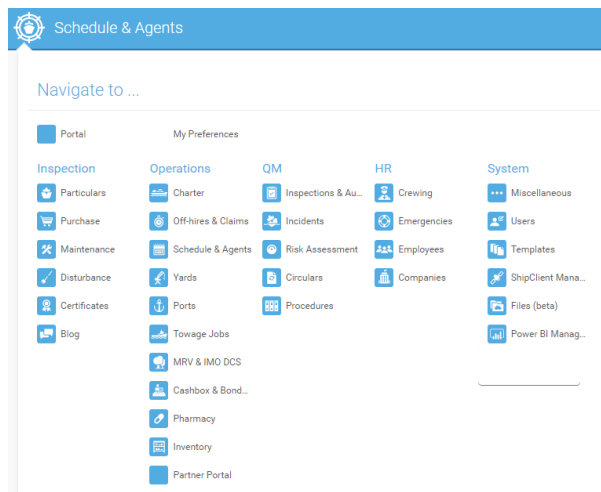 Schedule & Agents
Navigate to ...
Portal
My Preferences
Inspection
Particulars
Purchase
Maintenance
Disturbance
Certificates
Blog
Operations
Charter
Off-hires & Claims
Schedule & Agents
Yards
Ports
Towage Jobs
MRV & IMO DCS
Cashbox & Bond...
Pharmacy
Inventory
Partner Portal
QM
Inspections & Au...
Incidents
Risk Assessment
Circulars
Procedures
HR
Crewing
Emergencies
Employees
Companies
System
Miscellaneous
Users
Templates
ShipClient Mana...
Files (beta)
Power BI Manag...